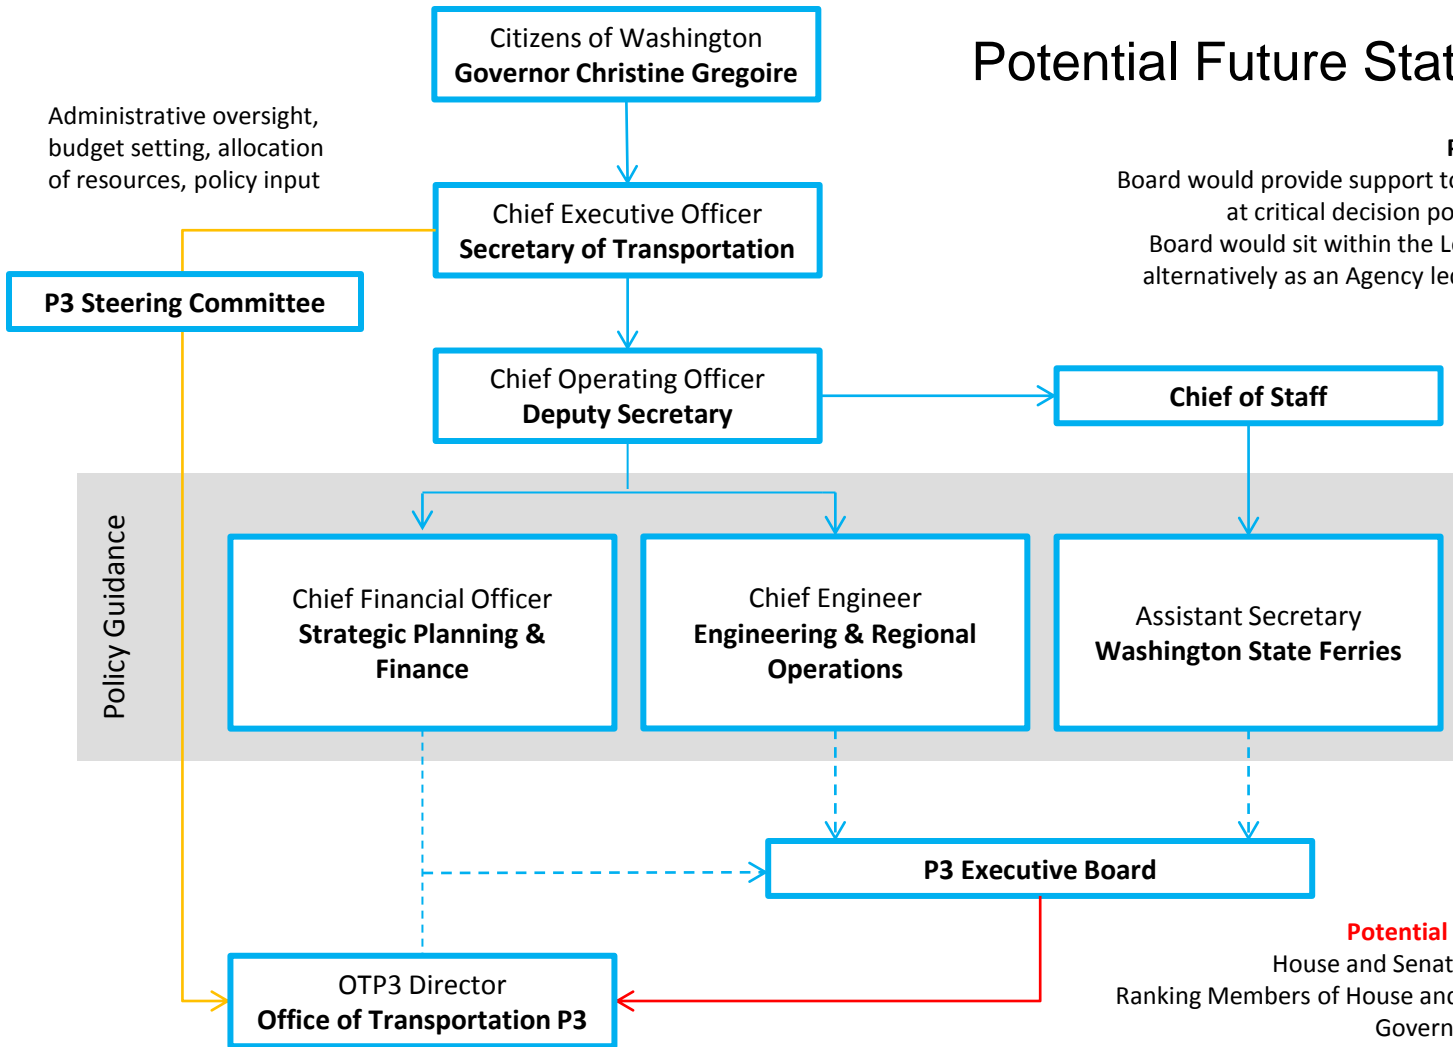 Citizens of Washington
Governor Christine Gregoire
Potential Future Stat
Administrative oversight,
budget setting, allocation
of resources, policy input
Board would provide support to
at critical decision po
Board would sit within the L
alternatively as an Agency le
Chief Executive Officer
Secretary of Transportation
P3 Steering Committee
Chief Operating Officer
Deputy Secretary
Chief of Staff
Policy Guidance
Chief Financial Officer
Strategic Planning &
Finance
Chief Engineer
Engineering & Regional
Operations
Assistant Secretary
Washington State Ferries
P3 Executive Board
Potential
House and Senat
Ranking Members of House and
Govern
OTP3 Director
Office of Transportation P3